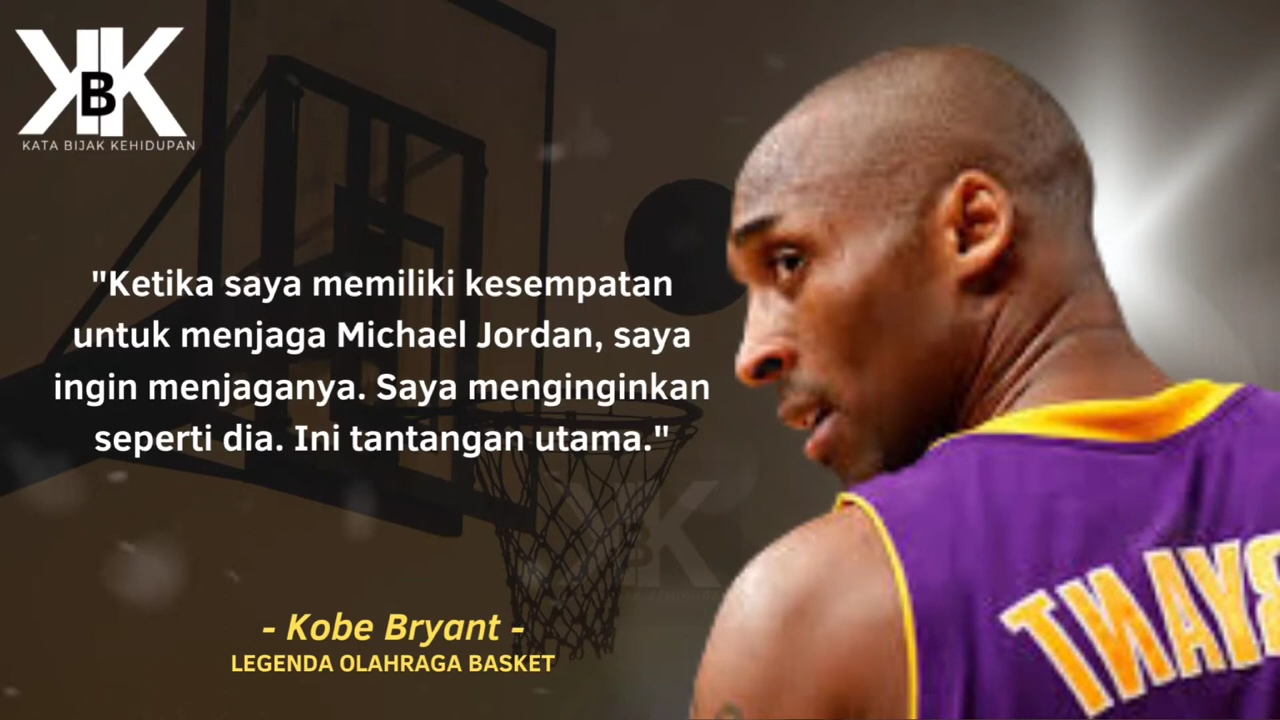 KBK
KATA BIJAK KEHIDUPAN
"Ketika saya memiliki kesempatan
untuk menjaga Michael Jordan, saya
ingin menjaganya. Saya menginginkan
seperti dia. Ini tantangan utama."
- Kobe Bryant -
LEGENDA OLAHRAGA BASKET
BRYANT